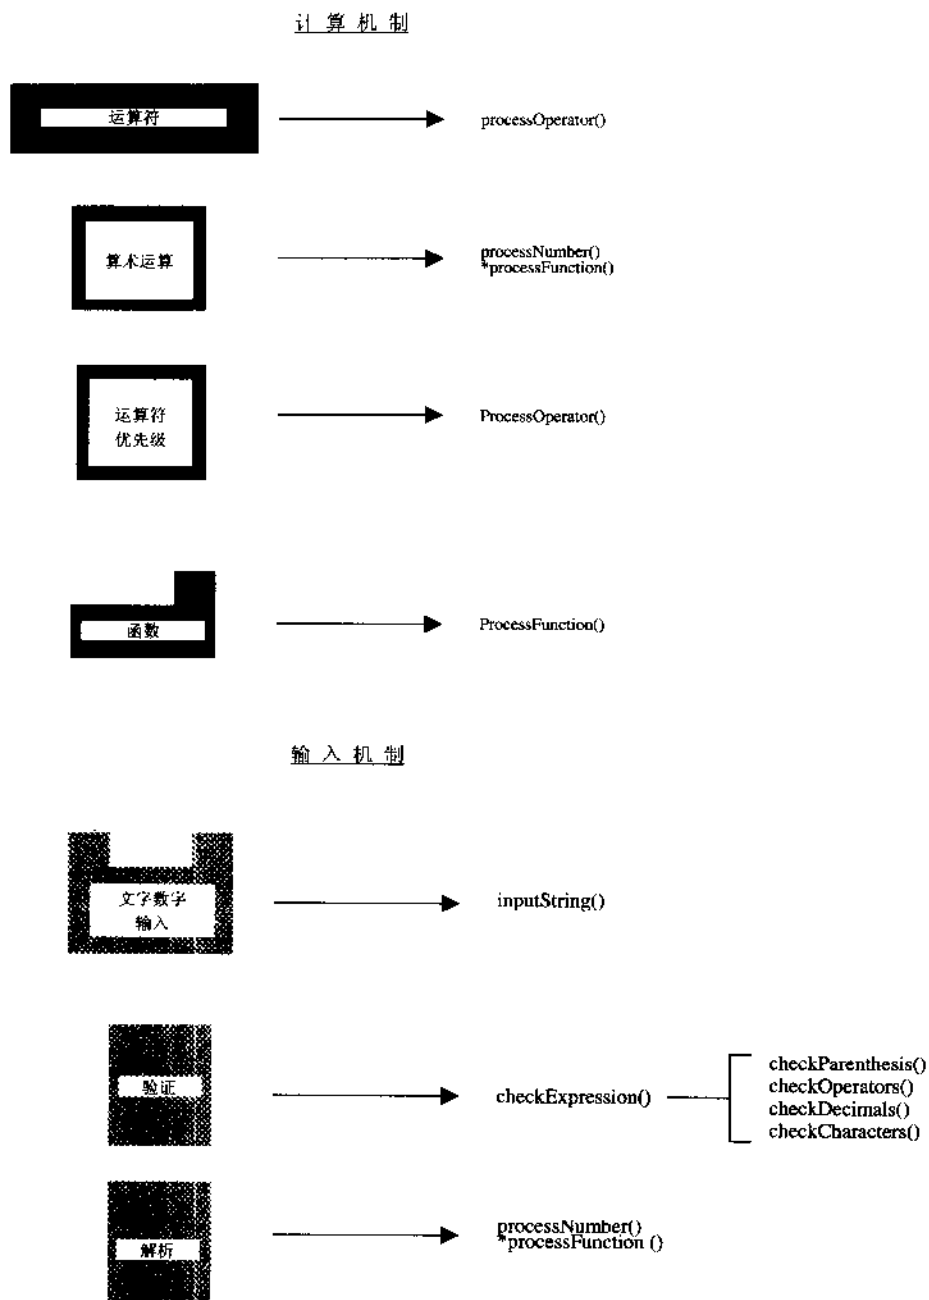 计算机制
运算符
processOperator()
算术运算
processNumber()
*processFunction()
运算符
优先级
ProcessOperator()
函数
ProcessFunction()
输入机制
文字数字
输入
inputString()
验证
checkExpression()
checkParenthesis()
checkOperators()
checkDecimals()
checkCharacters()
解析
processNumber()
*processFunction ()